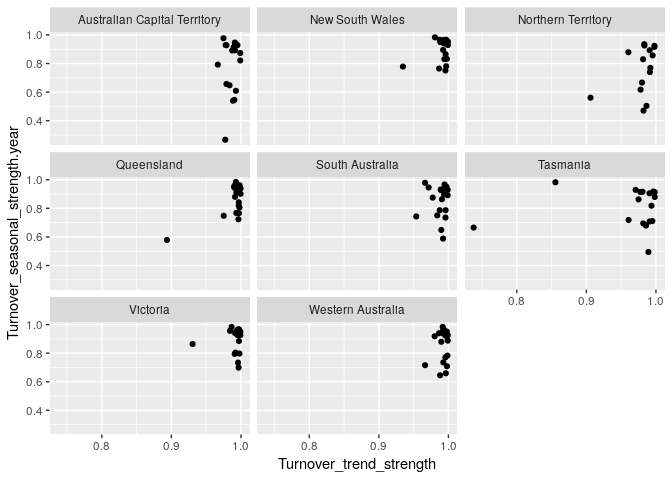 Australian Capital Territory New South Wales Northern Territory
1.0
0.8
0.6
0.4
Queensland South Australia Tasmania
1.0
0.8
0.6
0.4
0.8 0.9 1.0
Victoria Western Australia
1.0
0.8
0.6
0.4
0.8 0.9 1.0 0.8 0.9 1.0
Turnover_trend_strength
Turnover_seasonal_strength.year